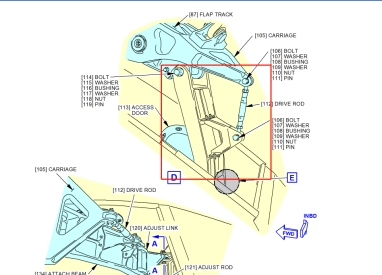 [87] FLAP TRACK
[105] CARRIAGE
[106] BOLT
[107] WASHER
[108] BUSHING
[109] WASHER
[110] NUT
[111] PIN
[114] BOLT
[115] WASHER
[116] BUSHING
[117] WASHER
[118] NUT
[119] PIN
[113] ACCESS
DOOR
[112] DRIVE ROD
[106] BOLT
[107] WASHER
[108] BUSHING
[109] WASHER
[110] NUT
[111] PIN
D
E
[105] CARRIAGE
[112] DRIVE ROD
[120] ADJUST LINK
A
INBD
FWD
A
[121] ADJUST ROD
[134] ATTACH BEAM